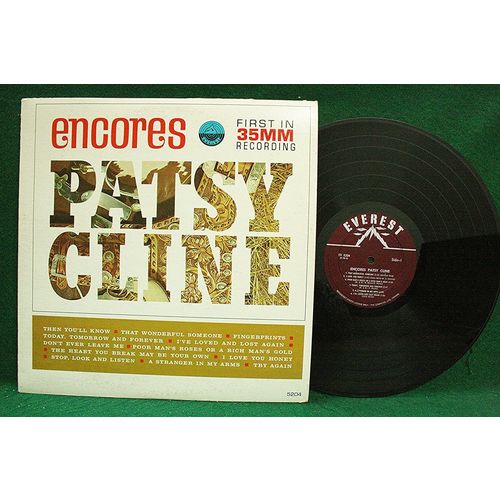 encores
FIRST IN
35MM
RECORDING
PATSY
CLINE
THEN YOU'LL KNOW ▪ THAT WONDERFUL SOMEONE ▪ FINGERPRINTS
TODAY, TOMORROW AND FOREVER ▪ I'VE LOVED AND LOST AGAIN
DON'T EVER LEAVE ME ▪ POOR MAN'S ROSES OR A RICH MAN'S GOLD
▪ THE HEART YOU BREAK MAY BE YOUR OWN ▪ I LOVE YOU HONEY
▪ STOP, LOOK AND LISTEN ▪ A STRANGER IN MY ARMS ▪ TRY AGAIN
5204
EVEREST
Side-1
ENCORES PATSY CLINE